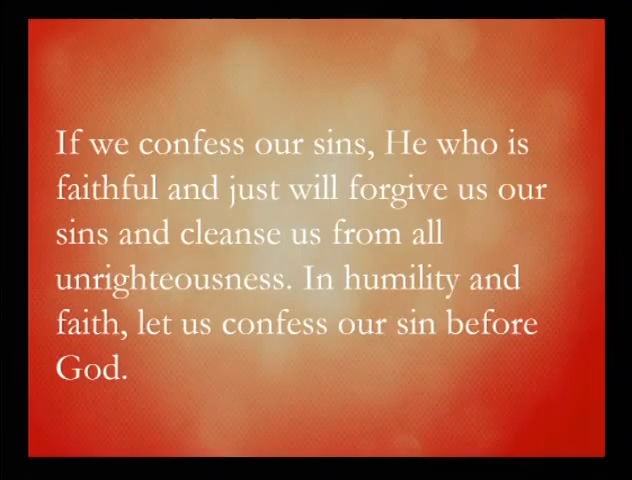 If we confess our sins, He who is
faithful and just will forgive us our
sins and cleanse us from all
unrighteousness. In humility and
faith, let us confess our sin before
God.